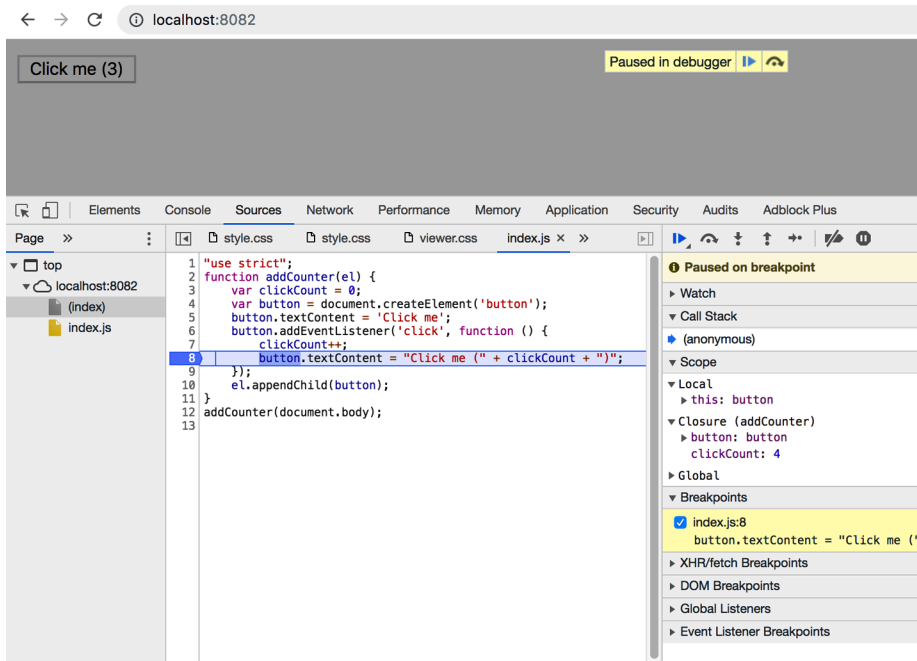 localhost:8082
Click me (3)
Paused in debugger
Elements Console Sources Network Performance Memory Application Security Audits Adblock Plus
Page » style.css style.css viewer.css index.js × »
Paused on breakpoint
top
localhost:8082
(index)
index.js
1 "use strict";
2 function addCounter(el) {
3 var clickCount = 0;
4 var button = document.createElement('button');
5 button.textContent = 'Click me';
6 button.addEventListener('click', function () {
7 clickCount++;
8 button.textContent = "Click me (" + clickCount + ")";
9 });
10 el.appendChild(button);
11 }
12 addCounter(document.body);
13
Watch
Call Stack
(anonymous)
Scope
Local
this: button
Closure (addCounter)
button: button
clickCount: 4
Global
Breakpoints
index.js:8
button.textContent = "Click me ("
XHR/fetch Breakpoints
DOM Breakpoints
Global Listeners
Event Listener Breakpoints